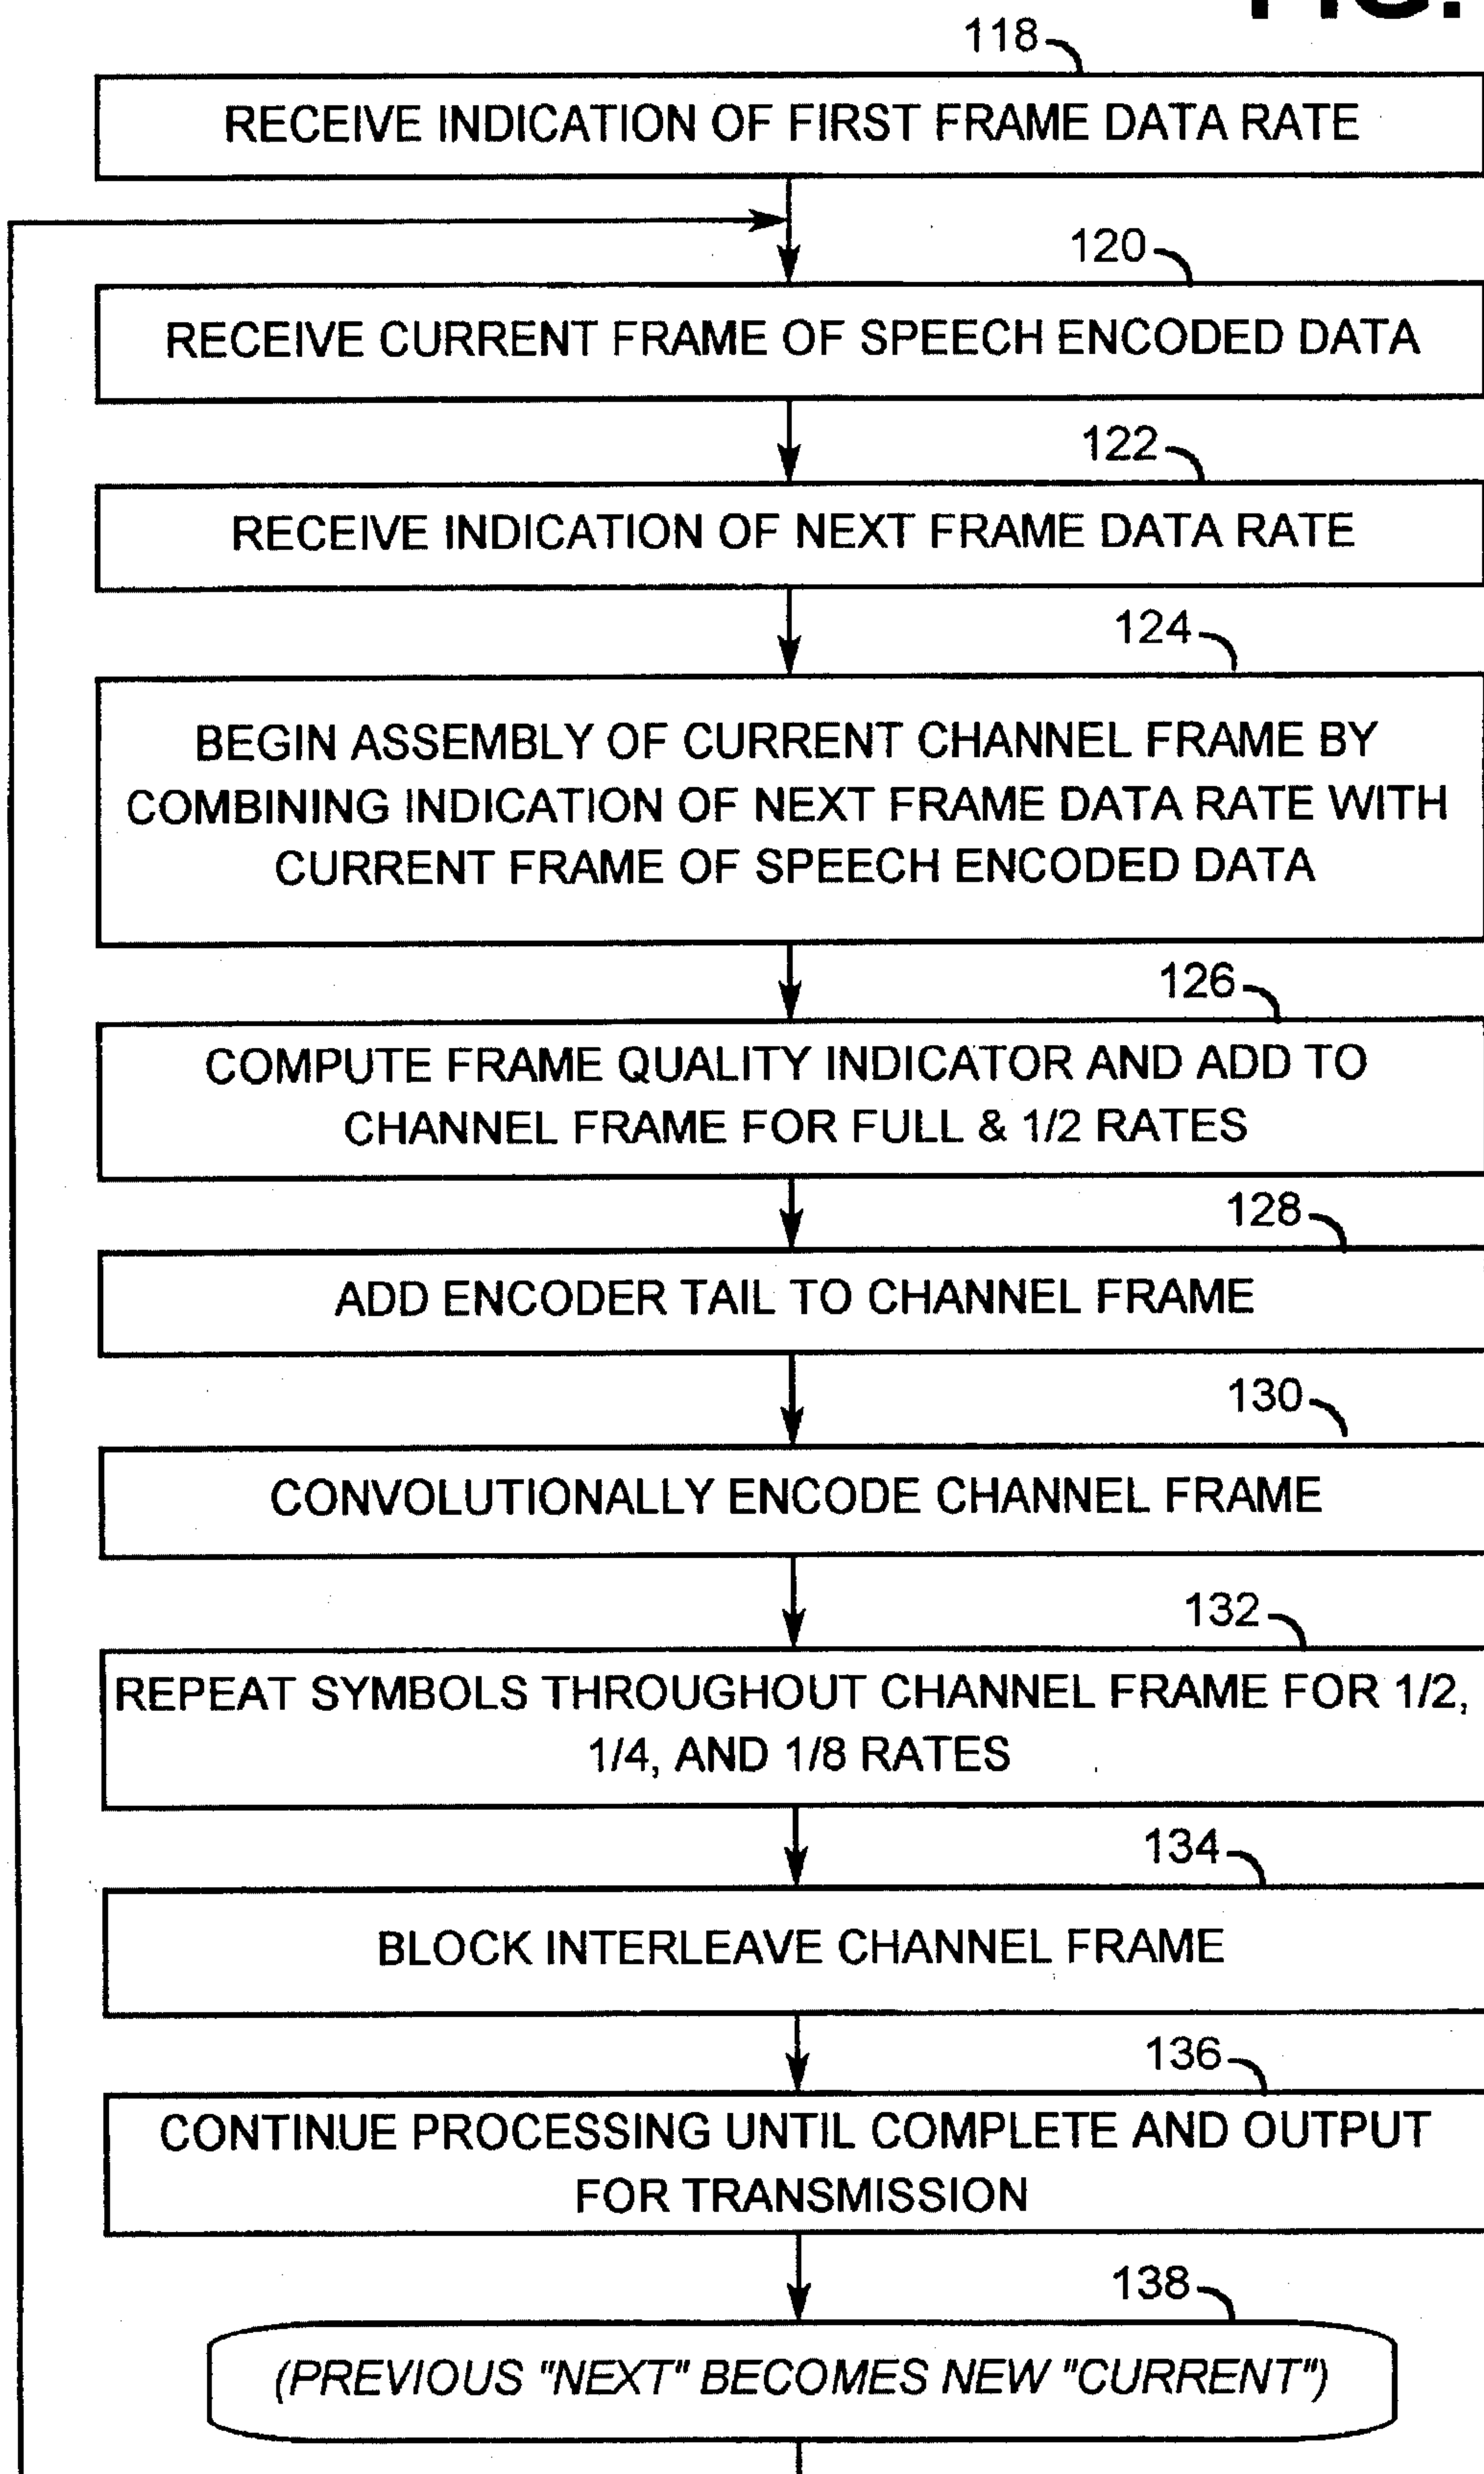 FIG.
118
RECEIVE INDICATION OF FIRST FRAME DATA RATE
120
RECEIVE CURRENT FRAME OF SPEECH ENCODED DATA
122
RECEIVE INDICATION OF NEXT FRAME DATA RATE
124
BEGIN ASSEMBLY OF CURRENT CHANNEL FRAME BY
COMBINING INDICATION OF NEXT FRAME DATA RATE WITH
CURRENT FRAME OF SPEECH ENCODED DATA
126
COMPUTE FRAME QUALITY INDICATOR AND ADD TO
CHANNEL FRAME FOR FULL & 1/2 RATES
128
ADD ENCODER TAIL TO CHANNEL FRAME
130
CONVOLUTIONALLY ENCODE CHANNEL FRAME
132
REPEAT SYMBOLS THROUGHOUT CHANNEL FRAME FOR 1/2,
1/4, AND 1/8 RATES
134
BLOCK INTERLEAVE CHANNEL FRAME
136
CONTINUE PROCESSING UNTIL COMPLETE AND OUTPUT
FOR TRANSMISSION
138
(PREVIOUS "NEXT" BECOMES NEW "CURRENT")